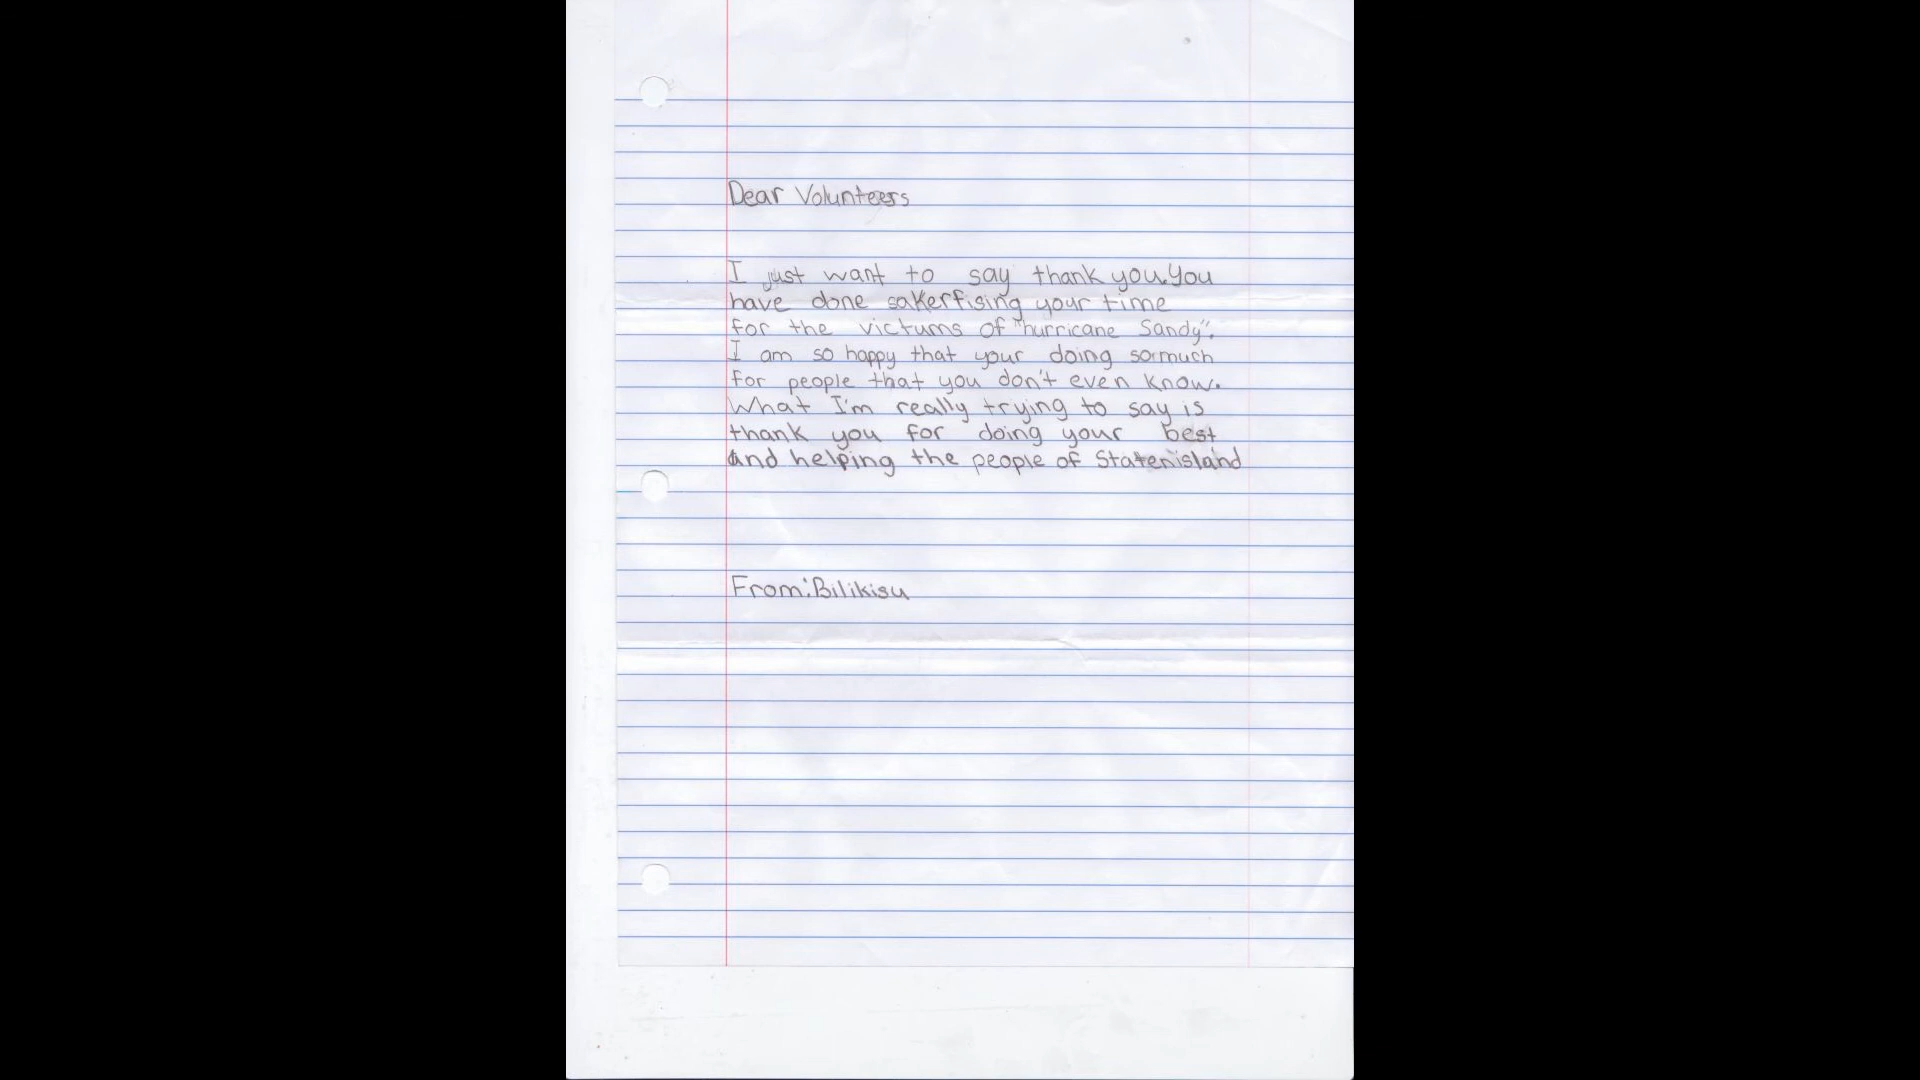 Dear Volunteers
I just want to say thank you.You
have done sakerfising your time
for the victums of "hurricane Sandy".
I am so happy that your doing so much
for people that you don't even know.
What I'm really trying to say is
thank you for doing your best
and helping the people of Statenisland
From:Bilikisu